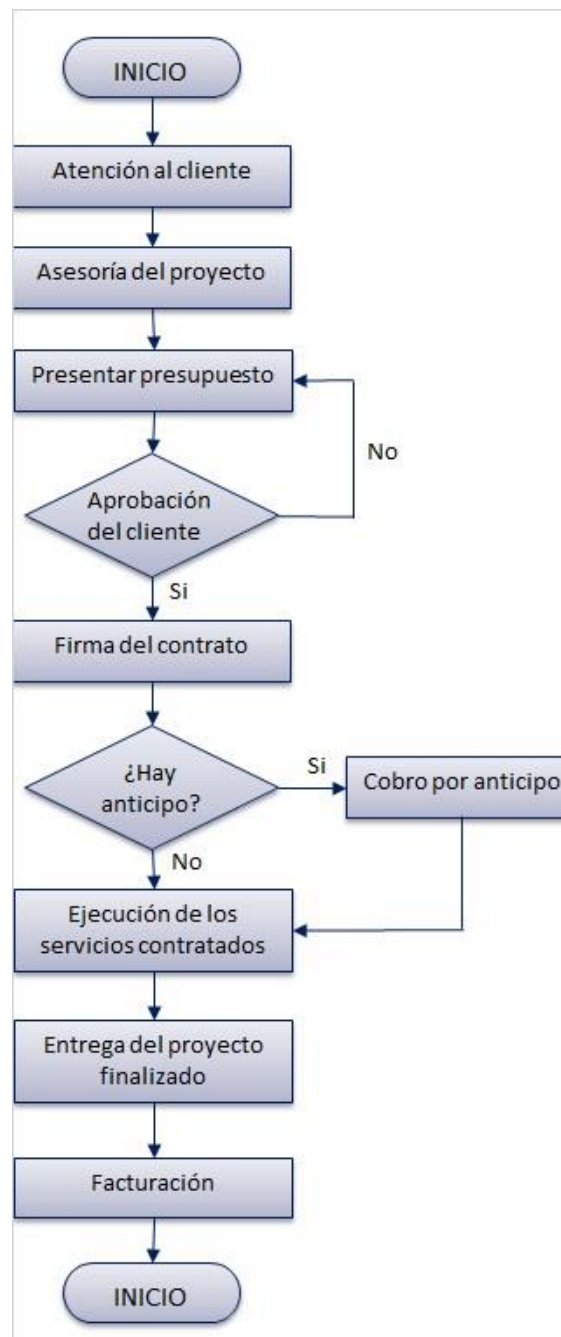 INICIO
Atención al cliente
Asesoría del proyecto
Presentar presupuesto
No
Aprobación
del cliente
Si
Firma del contrato
¿Hay
anticipo?
Si
Cobro por anticipo
No
Ejecución de los
servicios contratados
Entrega del proyecto
finalizado
Facturación
INICIO